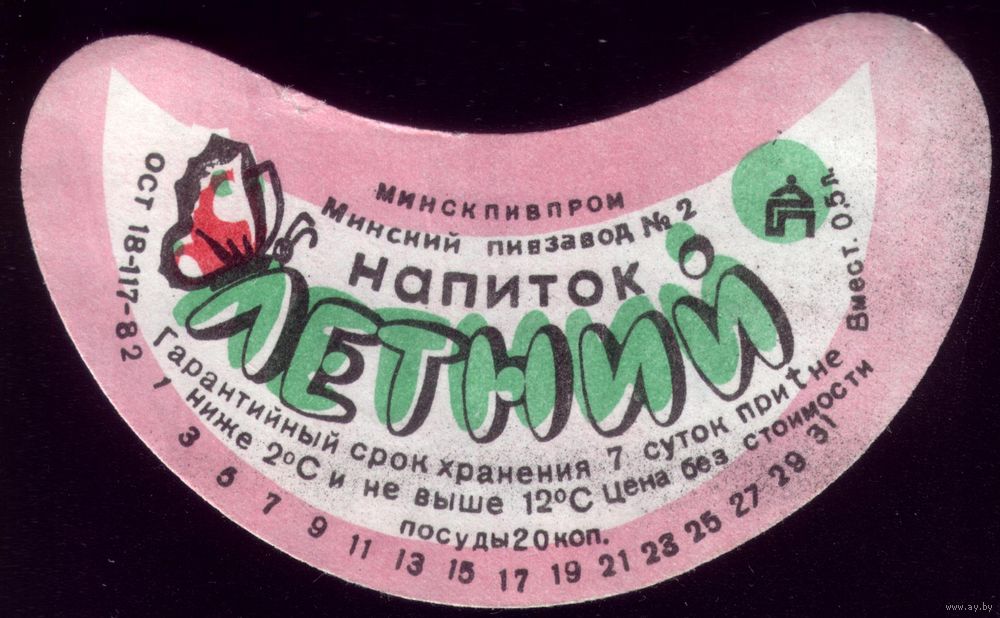 Минскпивпром
Минский пивзавод № 2
Напиток
ЛЕТНИЙ
ОСТ 18-117-82
Вмест. 0,5л.
Гарантийный срок хранения 7 суток при t не
ниже 2°С и не выше 12°С Цена без стоимости
посуды 20 коп.
1 3 5 7 9 11 13 15 17 19 21 23 25 27 29 31
www.ay.by